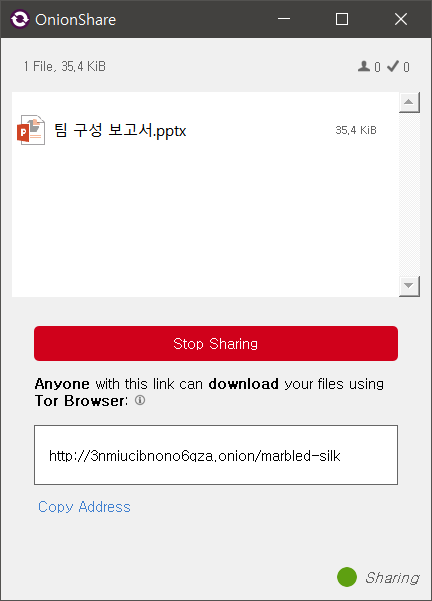 OnionShare
1 File, 35.4 KiB
0 0
팀 구성 보고서.pptx 35.4 KiB
Stop Sharing
Anyone with this link can download your files using
Tor Browser:
http://3nmiucibnono6qza.onion/marbled-silk
Copy Address
Sharing